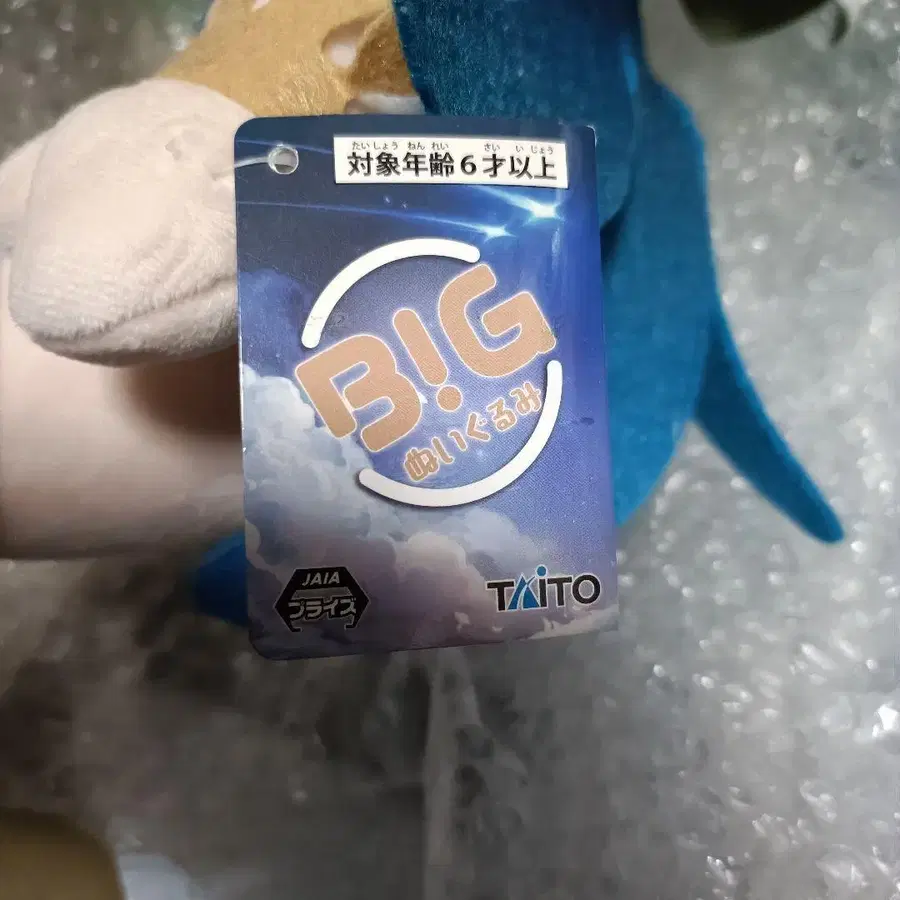 たいしょう ねん れい さい い じょう
対象年齢6才以上
B!G
ぬいぐるみ
JAIA
プライズ
TAITO